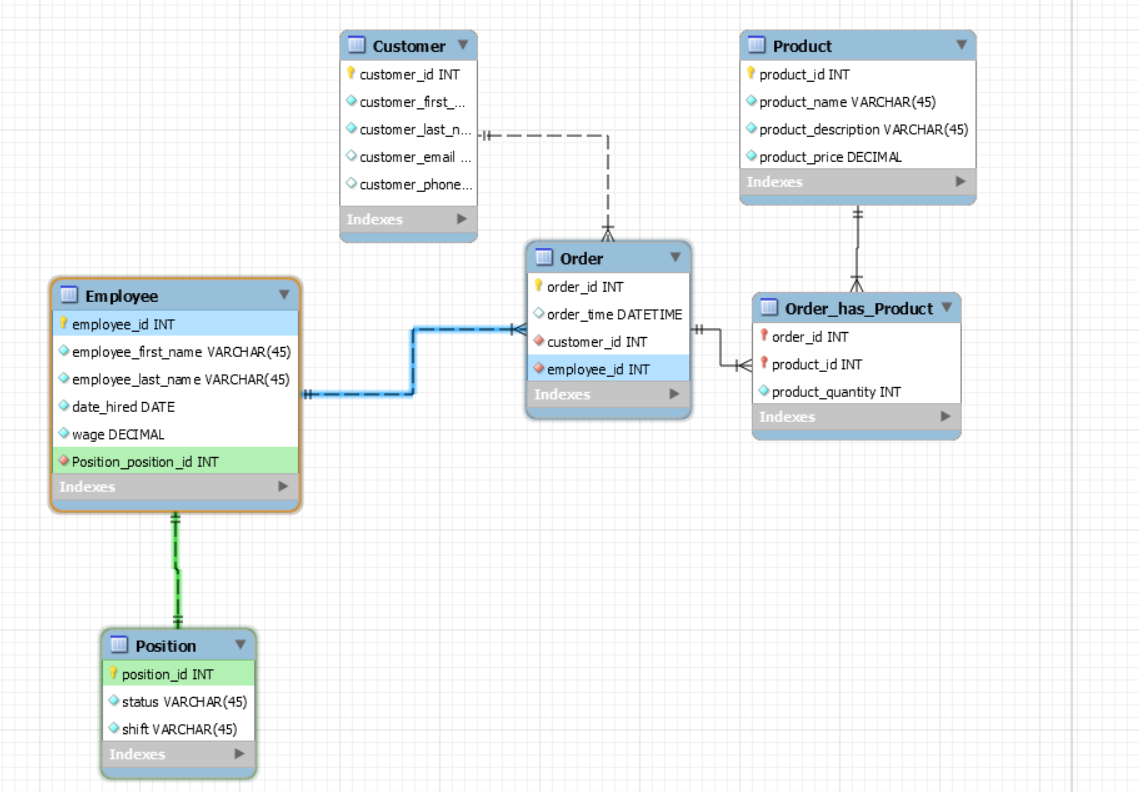 Customer
customer_id INT
customer_first_...
customer_last_n...
customer_email ...
customer_phone...
Indexes
Product
product_id INT
product_name VARCHAR(45)
product_description VARCHAR(45)
product_price DECIMAL
Indexes
Order
order_id INT
order_time DATETIME
customer_id INT
employee_id INT
Indexes
Employee
employee_id INT
employee_first_name VARCHAR(45)
employee_last_name VARCHAR(45)
date_hired DATE
wage DECIMAL
Position_position_id INT
Indexes
Order_has_Product
order_id INT
product_id INT
product_quantity INT
Indexes
Position
position_id INT
status VARCHAR(45)
shift VARCHAR(45)
Indexes